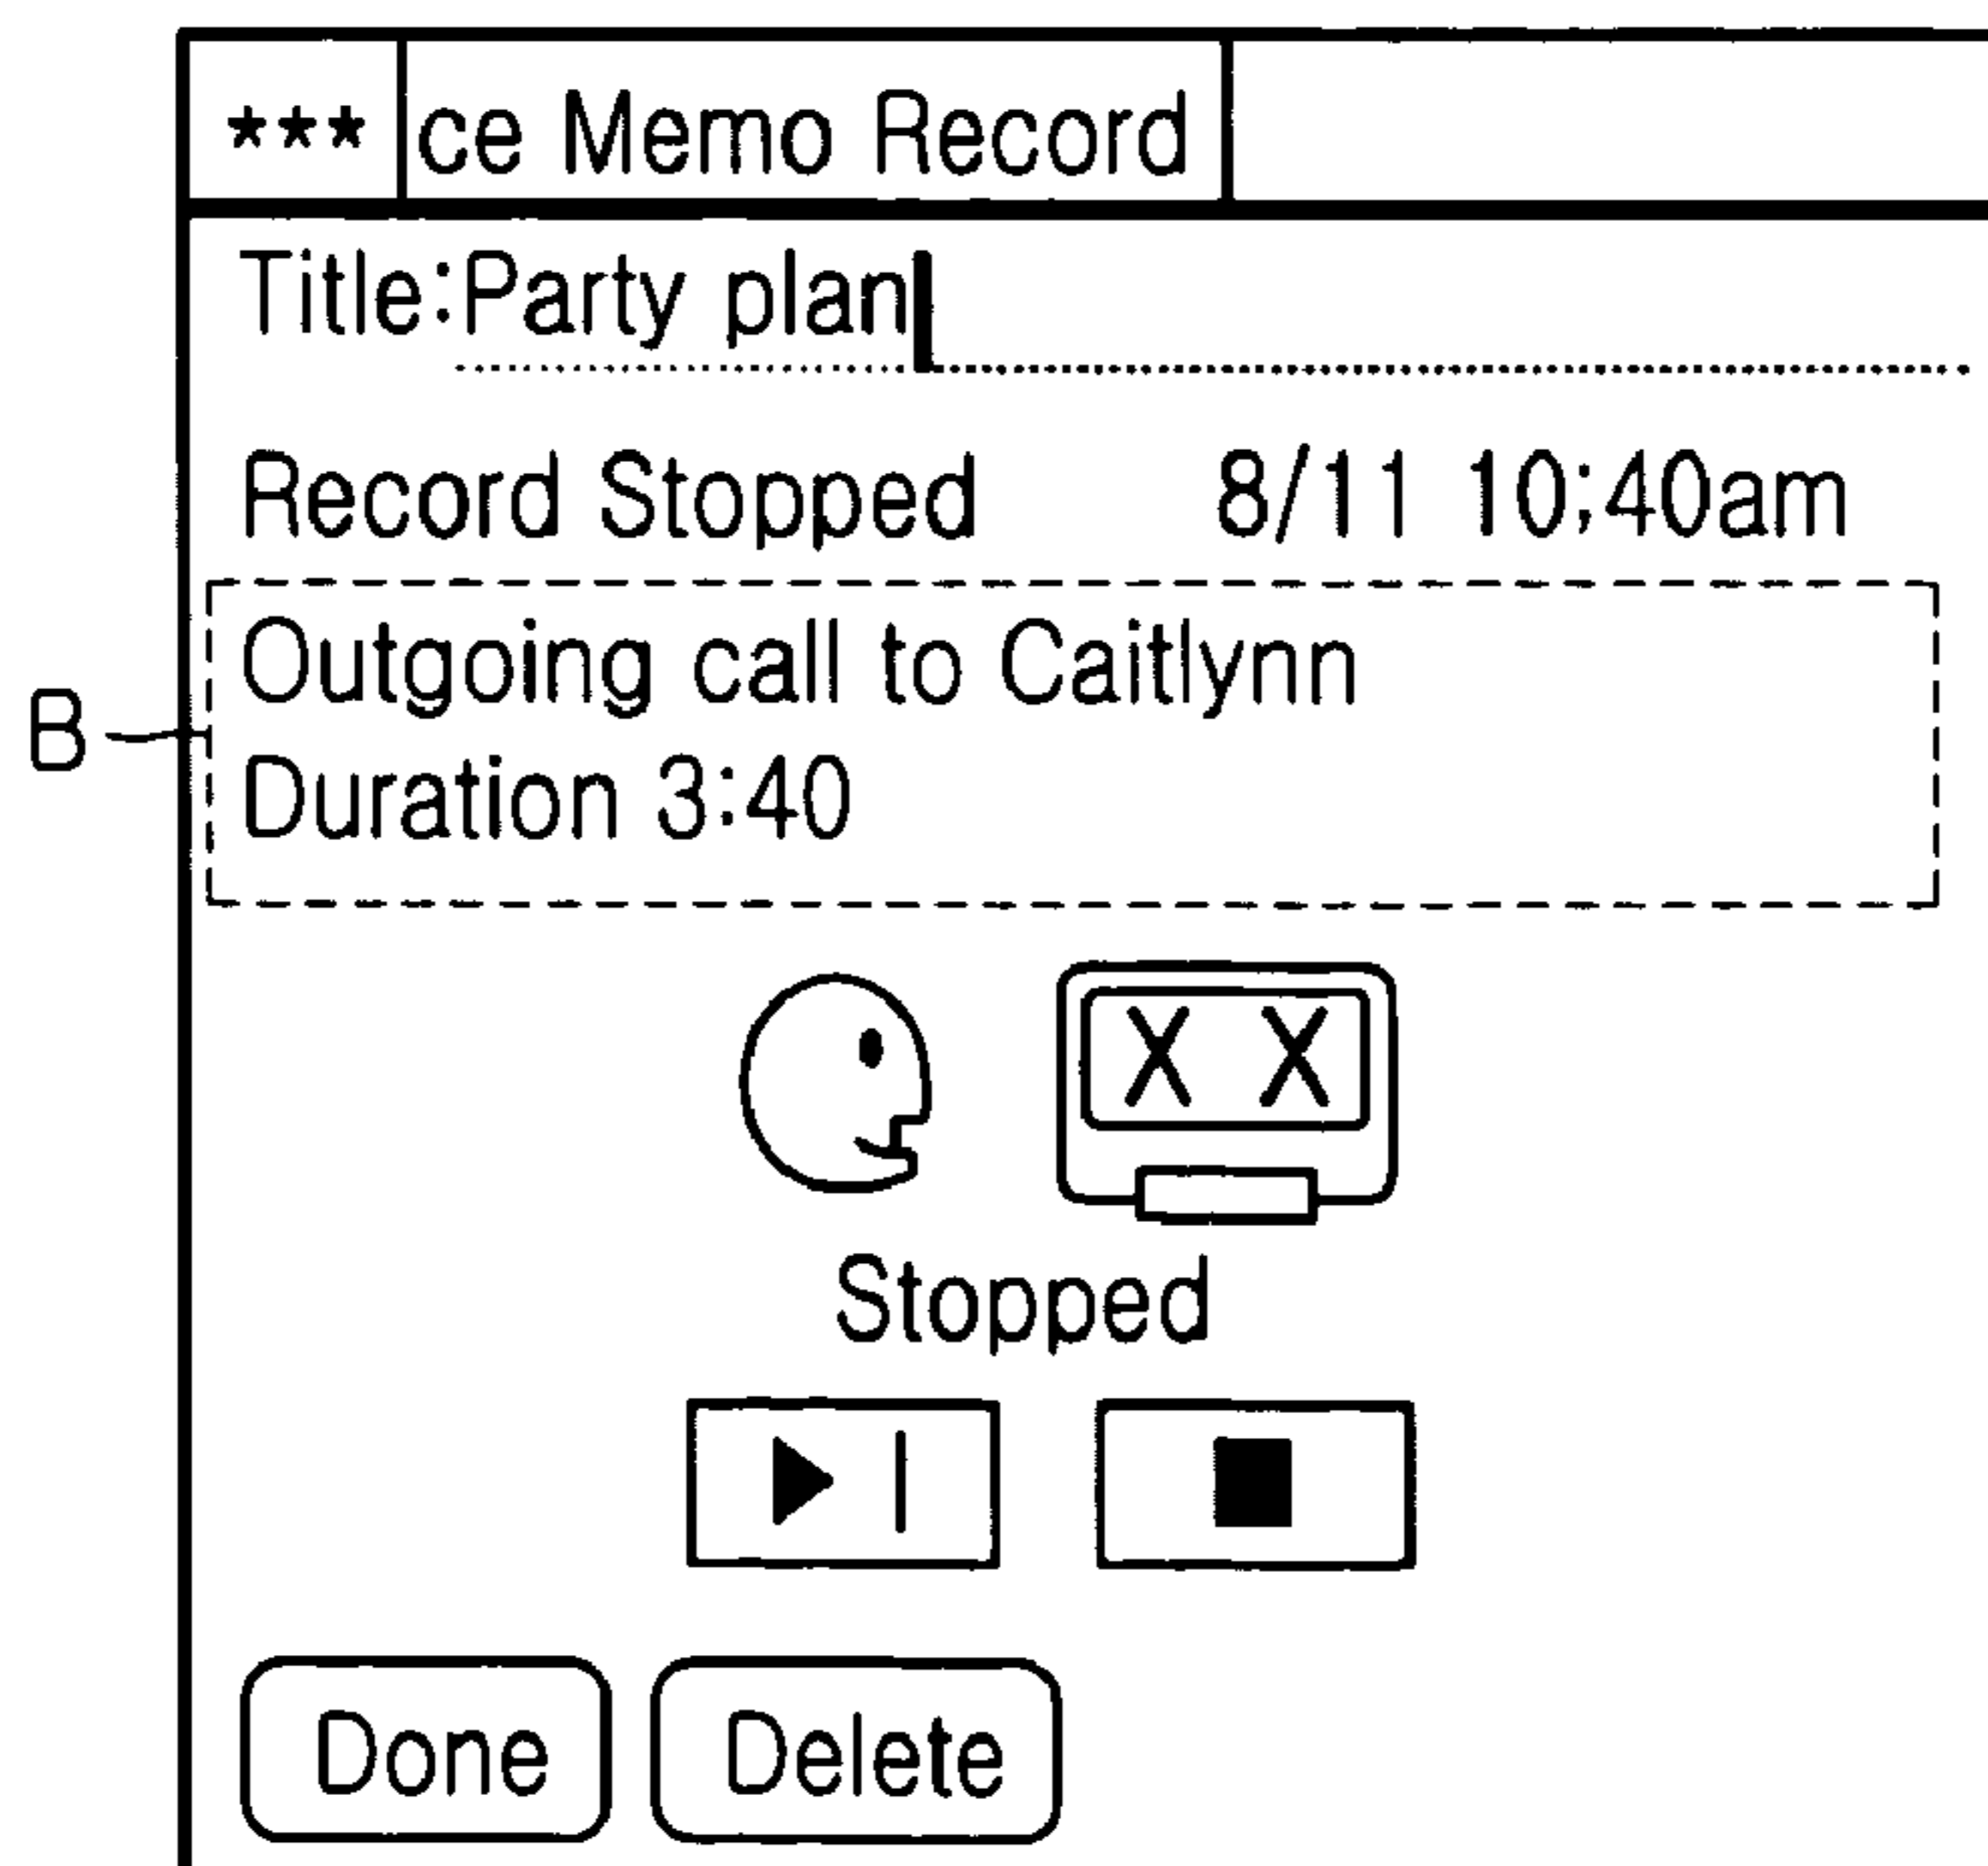 *** ce Memo Record
Title:Party plan
Record Stopped 8/11 10;40am
Outgoing call to Caitlynn
B
Duration 3:40
X X
Stopped
Done Delete